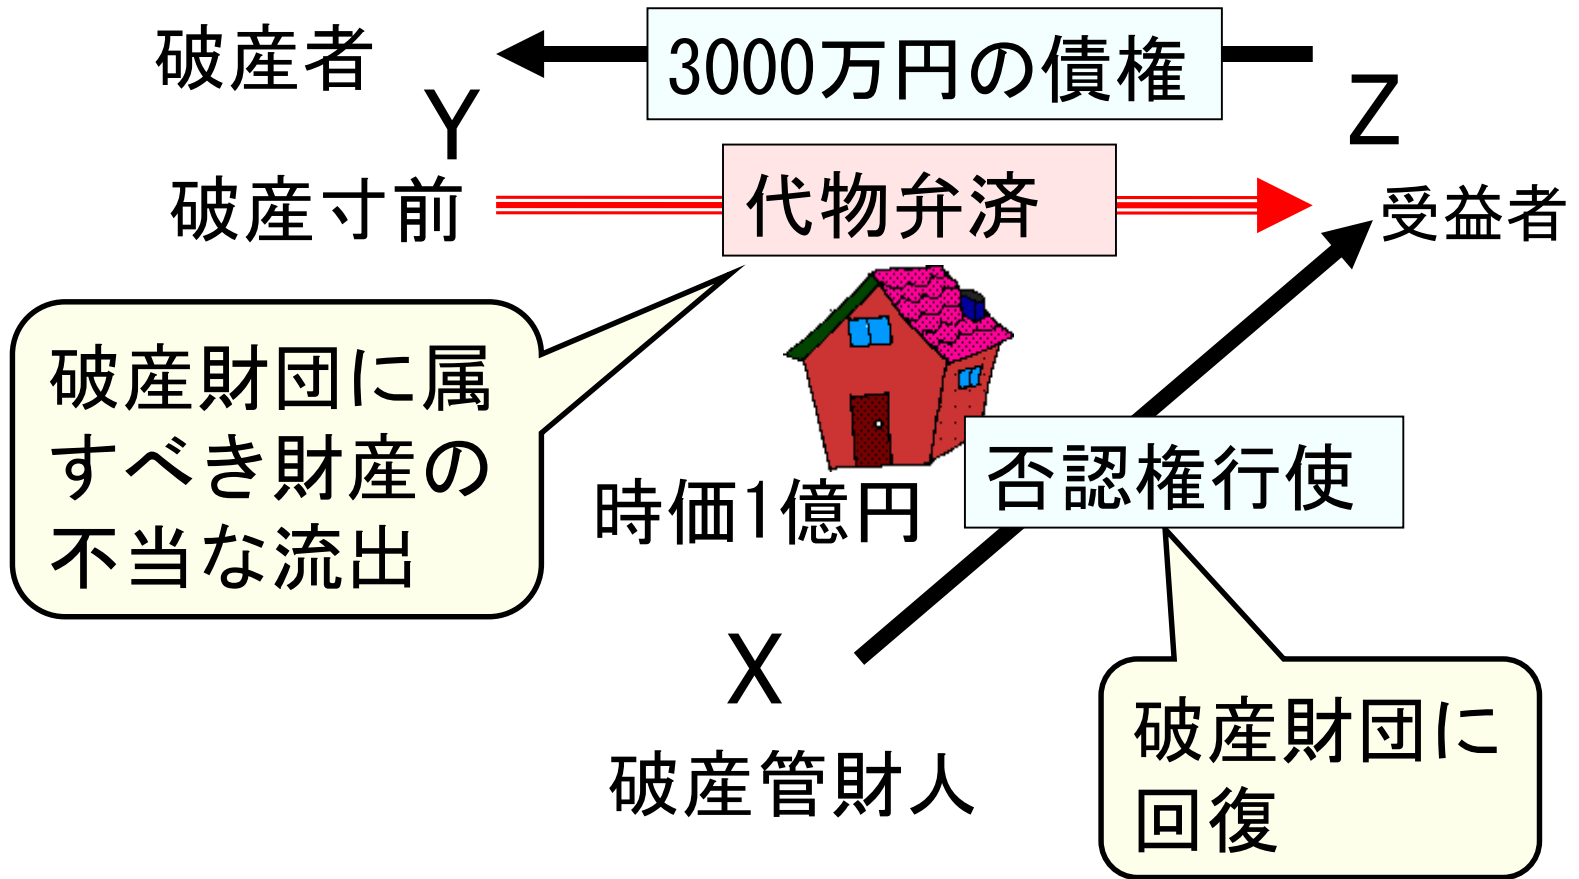 破産者
3000万円の債権
Y
Z
破産寸前
代物弁済
受益者
破産財団に属
すべき財産の
不当な流出
時価1億円
否認権行使
X
破産管財人
破産財団に
回復